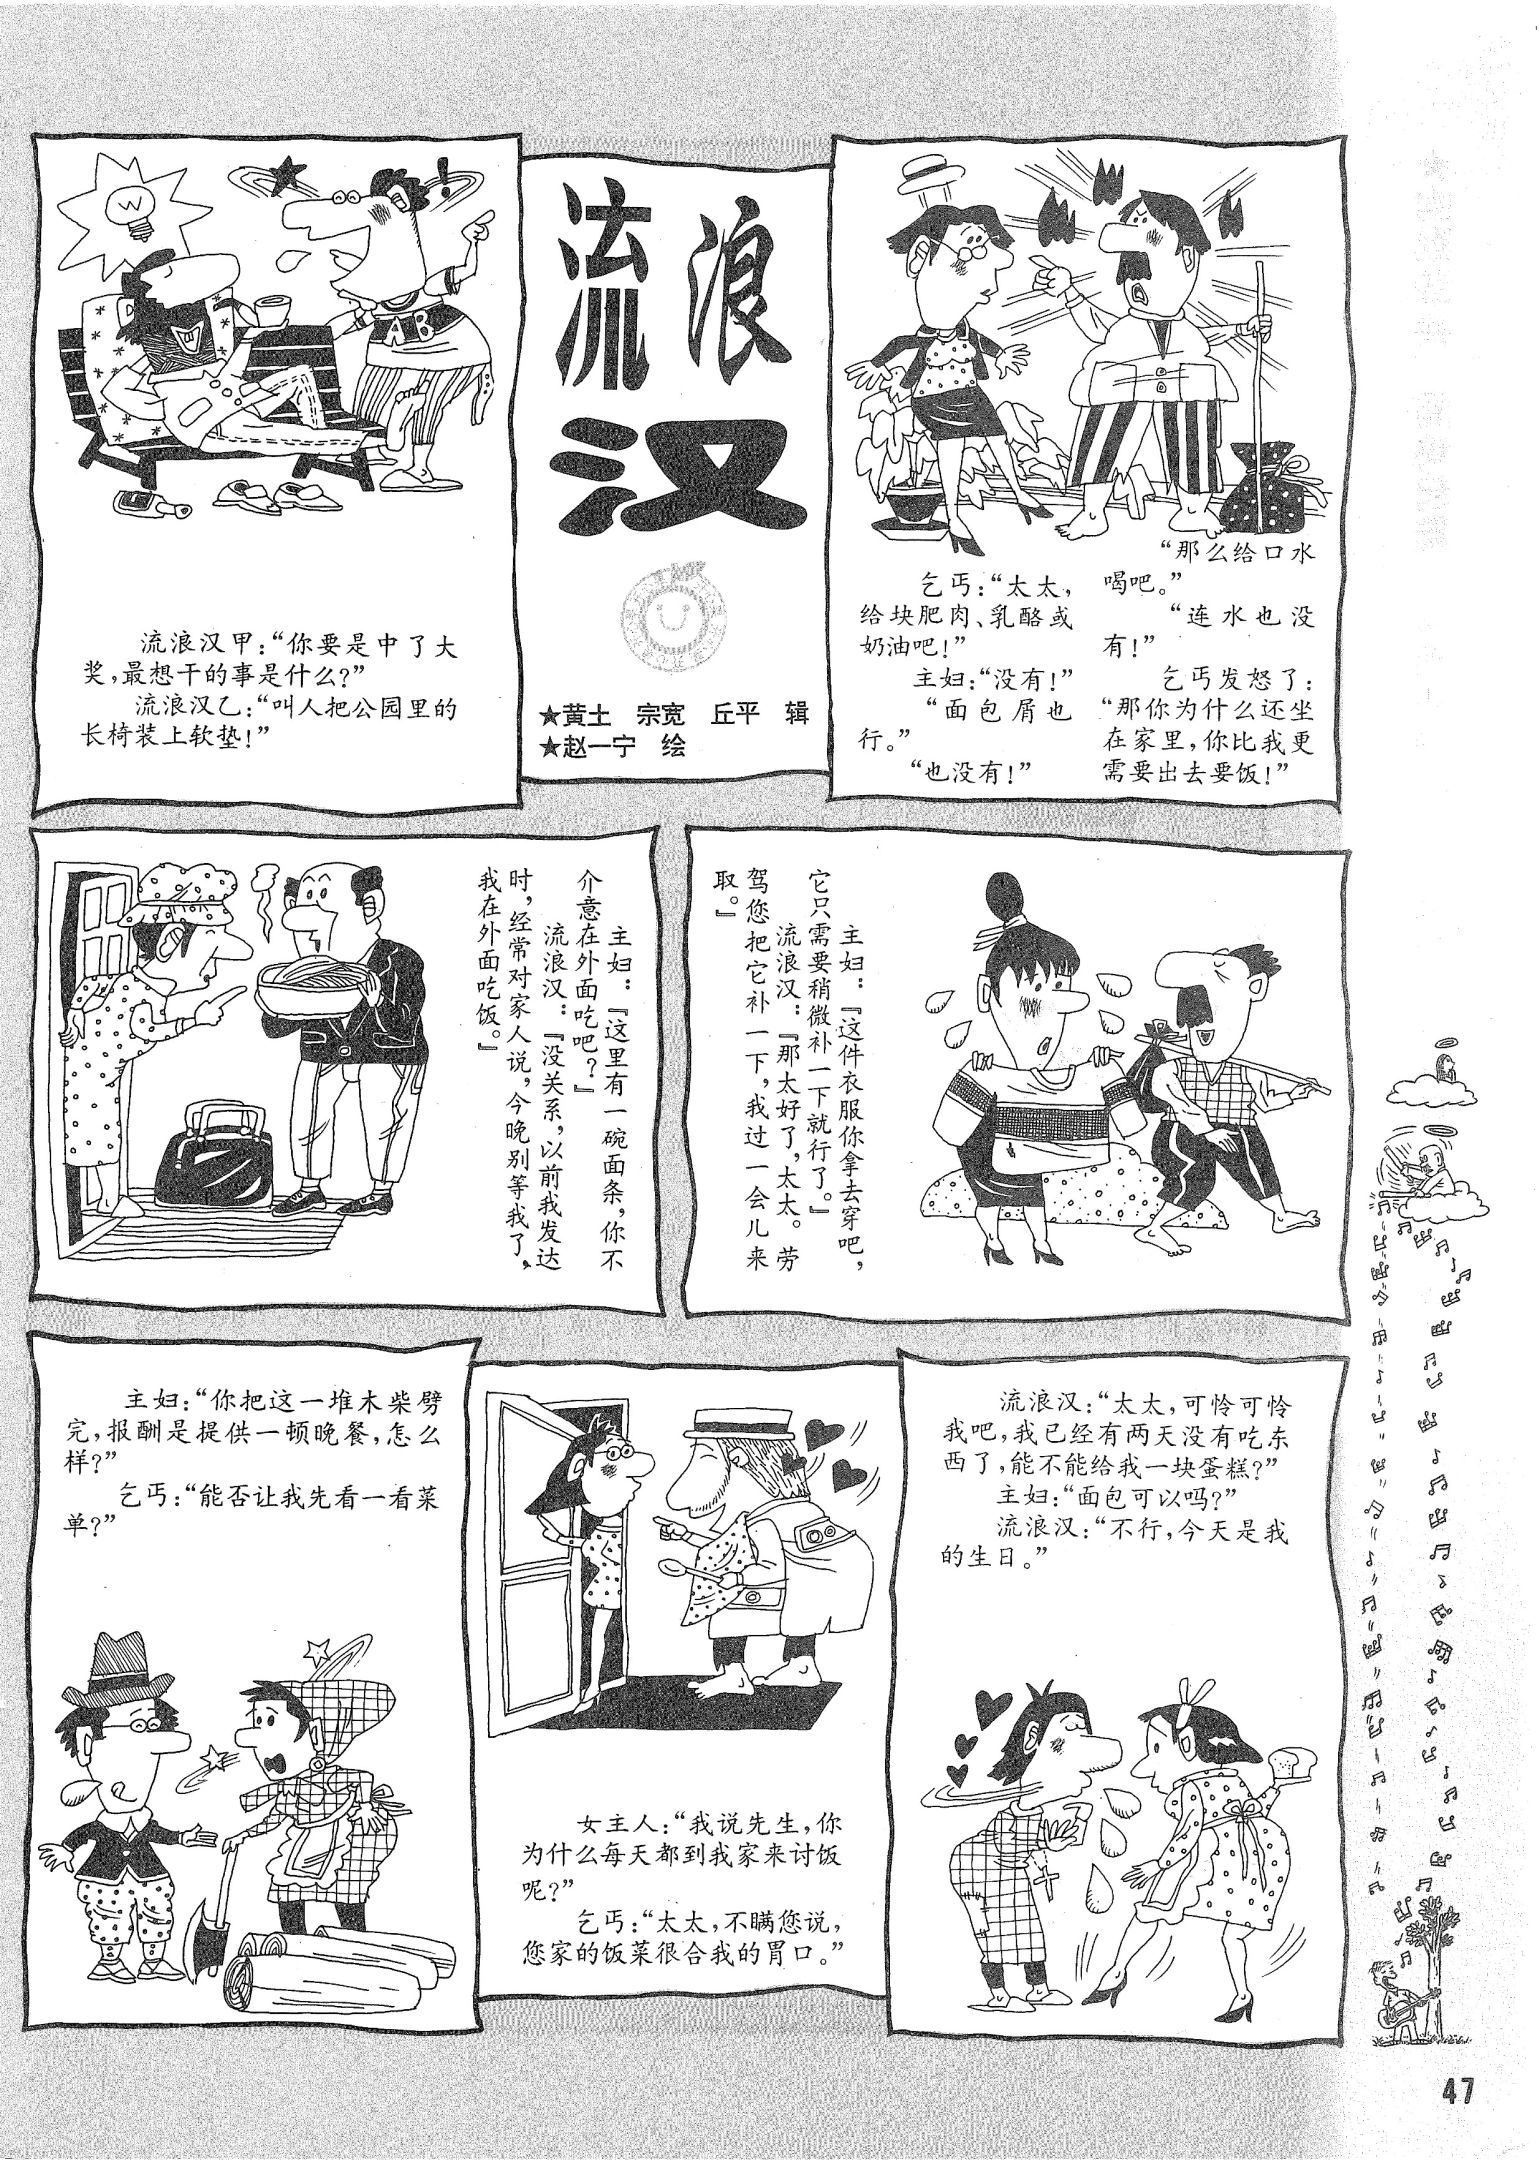 流浪汉甲：“你要是中了大
奖，最想干的事是什么？”
流浪汉乙：“叫人把公园里的
长椅装上软垫！”
流浪
汉
★黄土　宗宽　丘平　辑
★赵一宁　绘
乞丐：“太太，
给块肥肉、乳酪或
奶油吧！”
主妇：“没有！”
“面包屑也
行。”
“也没有！”
“那么给口水
喝吧。”
“连水也没
有！”
乞丐发怒了：
“那你为什么还坐
在家里，你比我更
需要出去要饭！”
主妇：『这里有一碗面条，你不
介意在外面吃吧？』
流浪汉：『没关系，以前我发达
时，经常对家人说，今晚别等我了，
我在外面吃饭。』
主妇：『这件衣服你拿去穿吧，
它只需要稍微补一下就行了。』
流浪汉：『那太好了，太太。劳
驾您把它补一下，我过一会儿来
取。』
主妇：“你把这一堆木柴劈
完，报酬是提供一顿晚餐，怎么
样？”
乞丐：“能否让我先看一看菜
单？”
女主人：“我说先生，你
为什么每天都到我家来讨饭
呢？”
乞丐：“太太，不瞒您说，
您家的饭菜很合我的胃口。”
流浪汉：“太太，可怜可怜
我吧，我已经有两天没有吃东
西了，能不能给我一块蛋糕？”
主妇：“面包可以吗？”
流浪汉：“不行，今天是我
的生日。”
AB
47